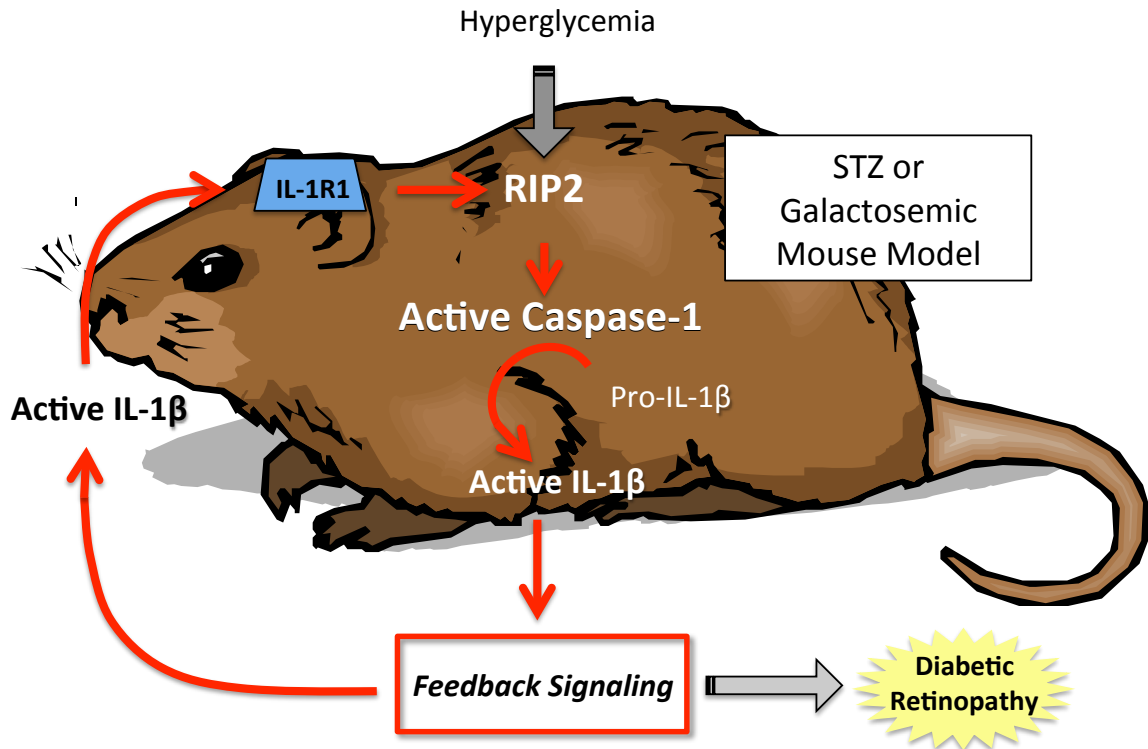 Hyperglycemia
IL-1R1
RIP2
STZ or
Galactosemic
Mouse Model
Active Caspase-1
Pro-IL-1β
Active IL-1β
Active IL-1β
Feedback Signaling
Diabetic
Retinopathy